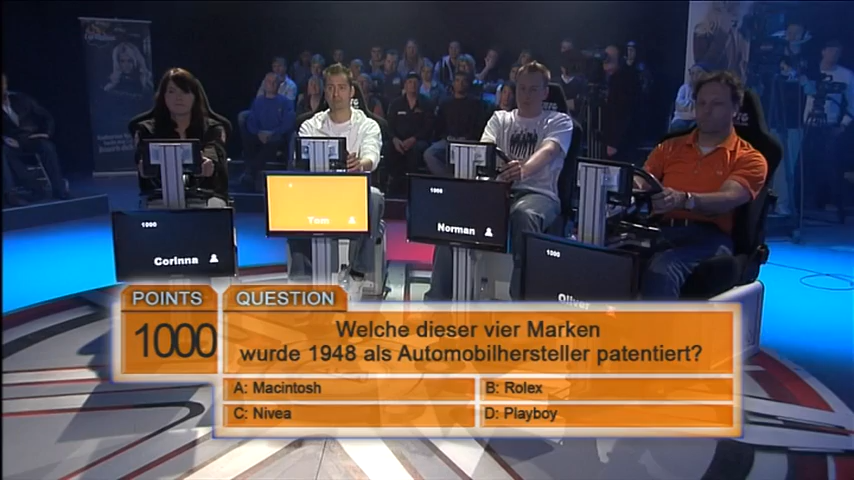 1000
Corinna
Tom
1000
Norman
1000
Oliver
POINTS
QUESTION
1000
Welche dieser vier Marken
wurde 1948 als Automobilhersteller patentiert?
A: Macintosh
B: Rolex
C: Nivea
D: Playboy